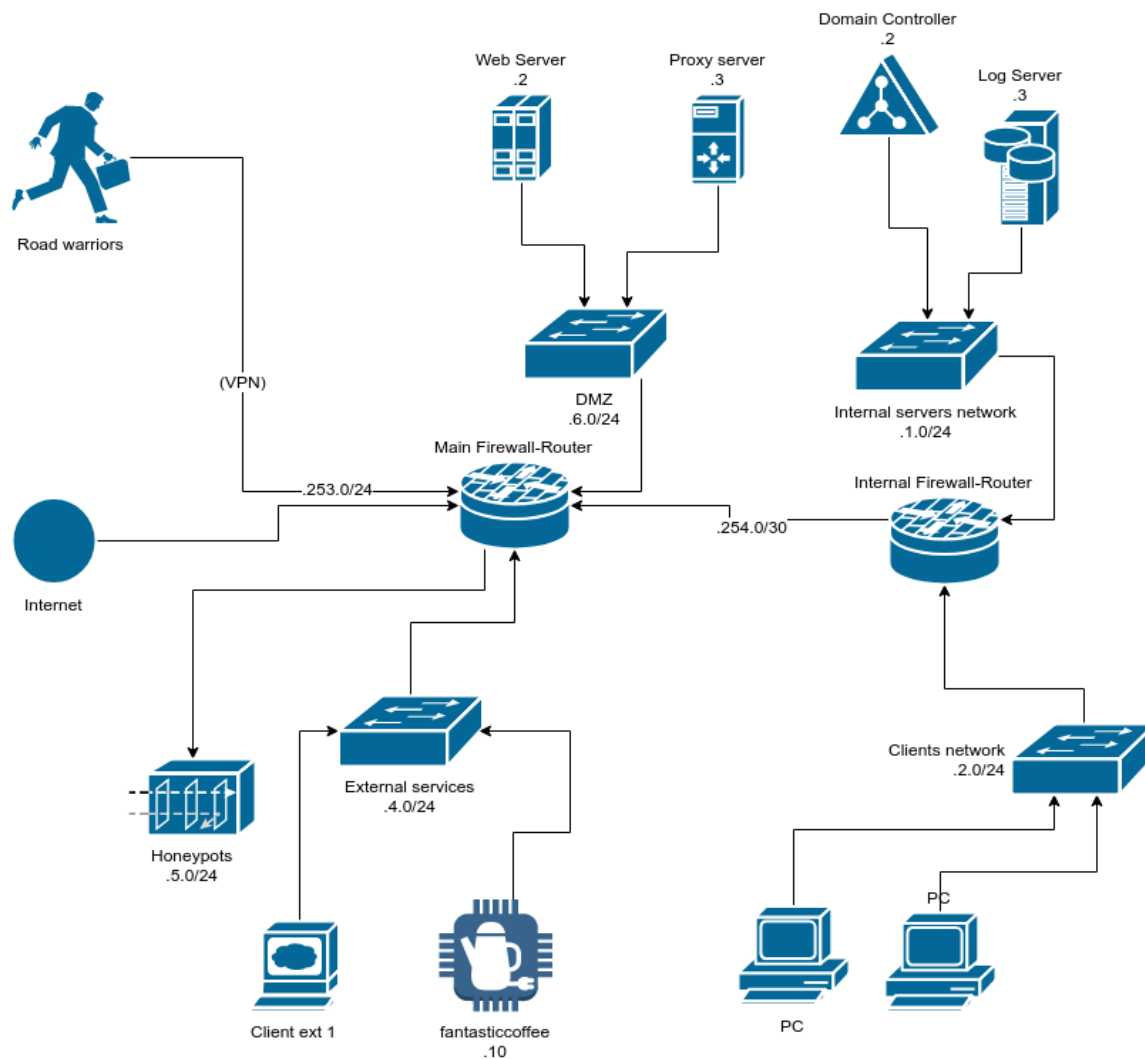 Domain Controller
.2
Web Server
.2
Proxy server
.3
Log Server
.3
Road warriors
(VPN)
DMZ
.6.0/24
Internal servers network
.1.0/24
Main Firewall-Router
Internal Firewall-Router
.253.0/24
.254.0/30
Internet
Clients network
.2.0/24
External services
.4.0/24
Honeypots
.5.0/24
PC
Client ext 1
fantasticcoffee
.10
PC